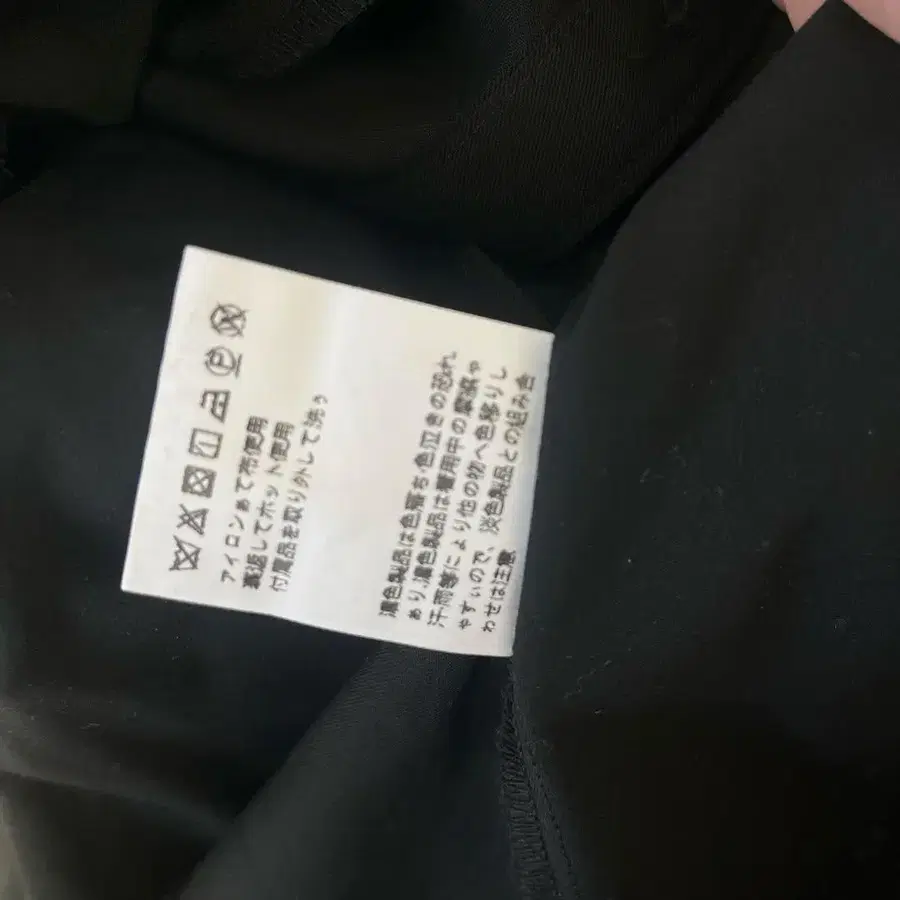 アイロンあて布使用
裏返してネット使用
付属品を取り外して洗う
濃色製品は色落ち・色泣きの恐れ
あり、濃色製品は着用中の摩擦や
汗雨等により他の物へ色移りし
やすいので、淡色製品との組み合
わせは注意